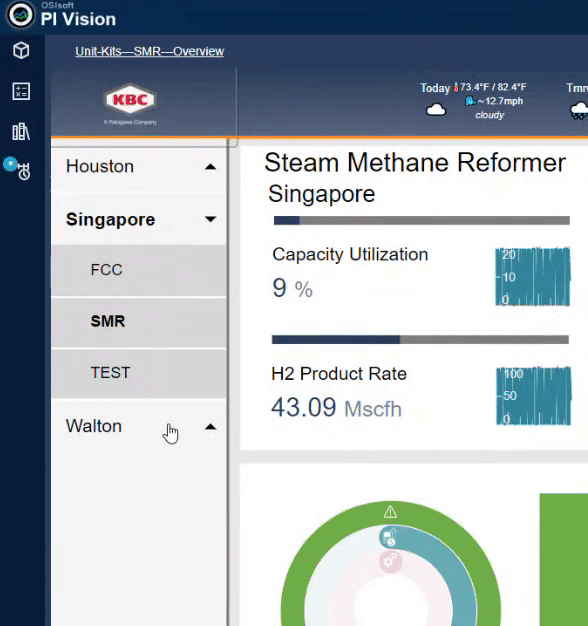 OSIsoft
PI Vision
Unit-Kits—SMR—Overview
KBC
A Yokogawa Company
Today 73.4°F / 82.4°F
~ 12.7mph
cloudy
Tmr
Houston
Singapore
FCC
SMR
TEST
Walton
Steam Methane Reformer
Singapore
Capacity Utilization
9 %
20
10
0
H2 Product Rate
43.09 Mscfh
100
50
0